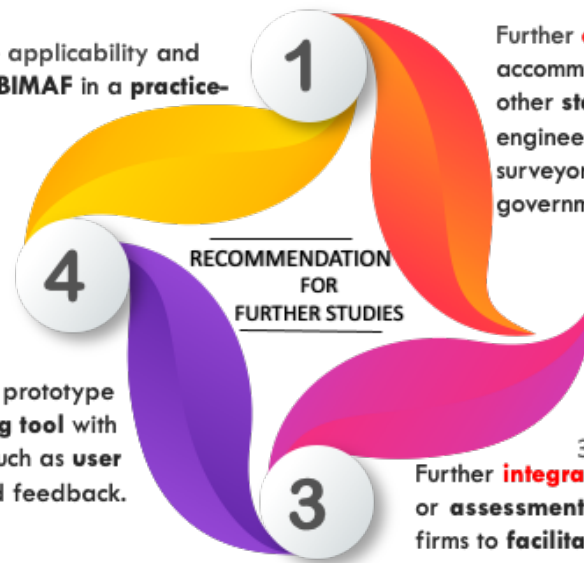 applicability and
BIMAF in a practice-
1
Further
accomm
other
enginee
surveyor
governm
4
RECOMMENDATION
FOR
FURTHER STUDIES
prototype
g tool with
uch as user
d feedback.
3
3
Further integra
or assessment
firms to facilita